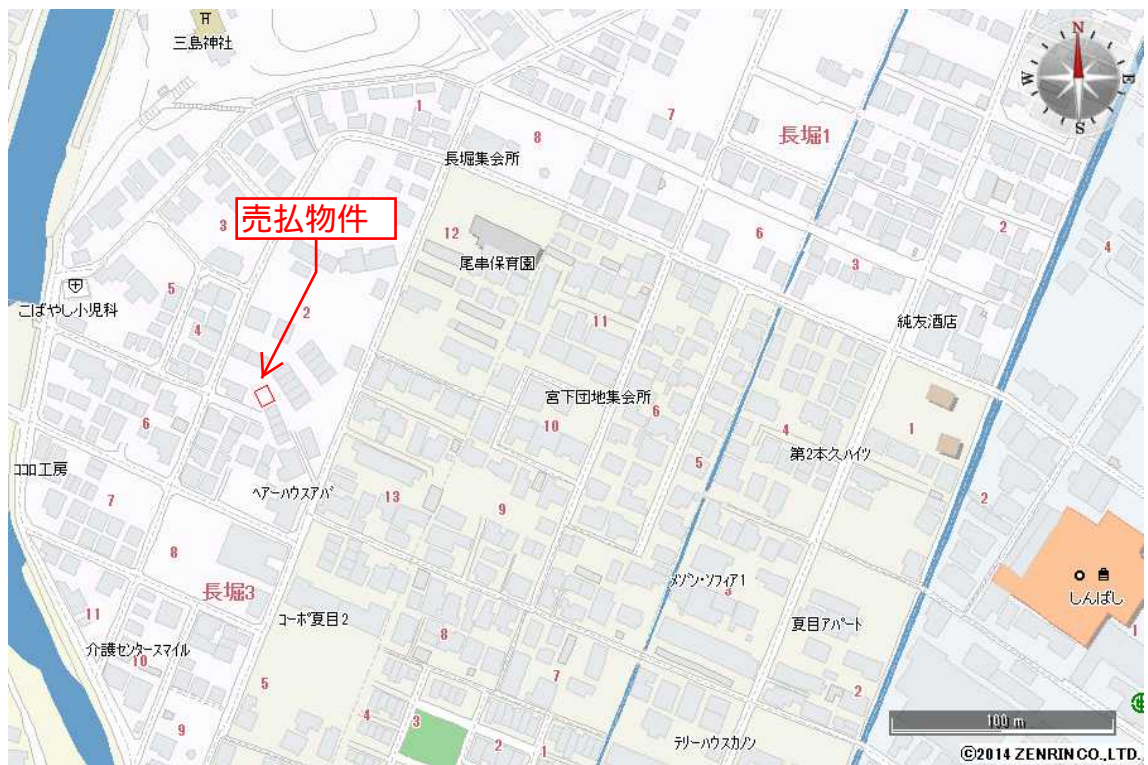 三島神社
N
E
S
W
1
7
8
長堀1
長堀集会所
売払物件
3
12
尾串保育園
6
3
2
4
5
こばやし小児科
4
2
11
純友酒店
宮下団地集会所
6
6
10
4
1
第2本久ハイツ
5
ココロ工房
7
ヘアーハウスアバ
13
9
2
8
長堀3
メゾン・ソフィア1
3
しんばし
コーポ夏目2
夏目アパート
11
介護センタースマイル
10
8
7
1
5
2
9
4
3
2
1
テリーハウスカノン
100 m
©2014 ZENRIN CO., LTD.